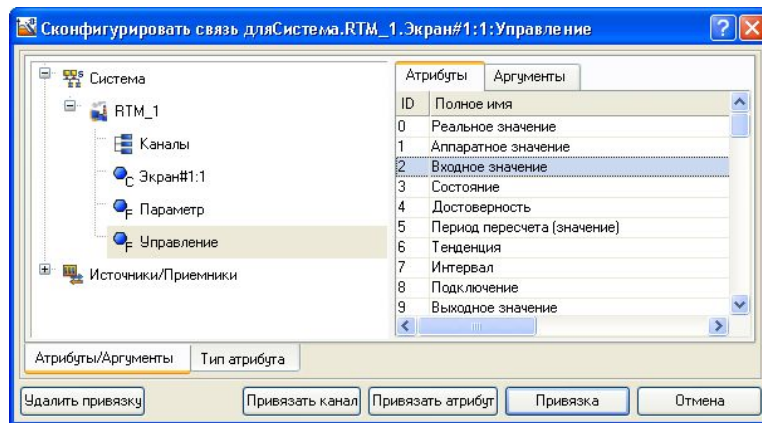 Сконфигурировать связь дляСистема.RTM_1.Экран#1:1:Управление
Система
RTM_1
Каналы
Экран#1:1
Параметр
Управление
Источники/Приемники
Атрибуты Аргументы
ID Полное имя
0 Реальное значение
1 Аппаратное значение
2 Входное значение
3 Состояние
4 Достоверность
5 Период пересчета (значение)
6 Тенденция
7 Интервал
8 Подключение
9 Выходное значение
Атрибуты/Аргументы Тип атрибута
Удалить привязку Привязать канал Привязать атрибут Привязка Отмена